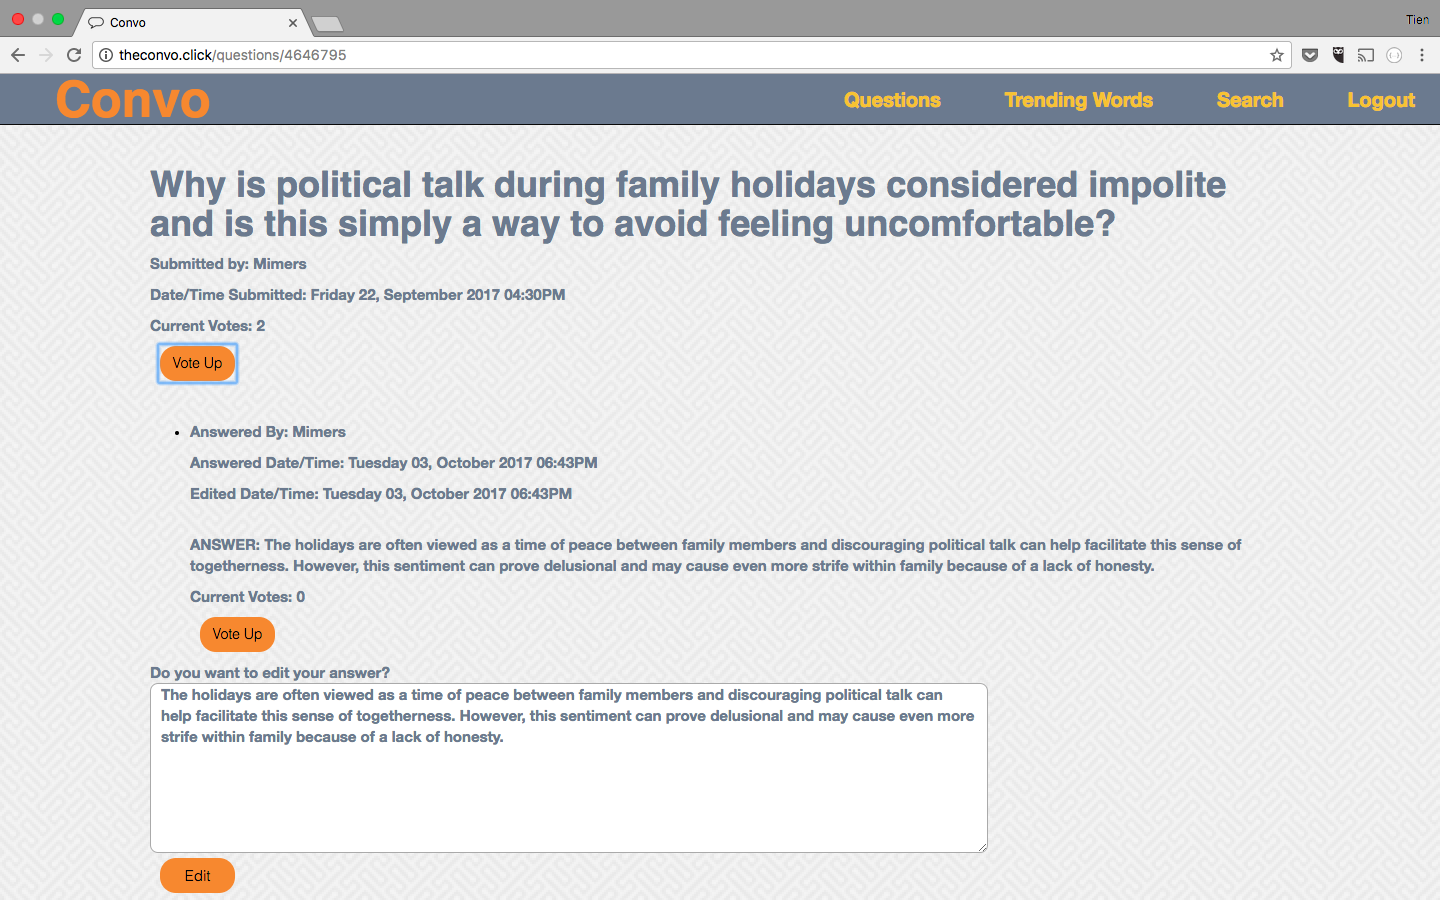 Convo
Tien
theconvo.click/questions/4646795
Convo
Questions
Trending Words
Search
Logout
Why is political talk during family holidays considered impolite
and is this simply a way to avoid feeling uncomfortable?
Submitted by: Mimers
Date/Time Submitted: Friday 22, September 2017 04:30PM
Current Votes: 2
Vote Up
Answered By: Mimers
Answered Date/Time: Tuesday 03, October 2017 06:43PM
Edited Date/Time: Tuesday 03, October 2017 06:43PM
ANSWER: The holidays are often viewed as a time of peace between family members and discouraging political talk can help facilitate this sense of
togetherness. However, this sentiment can prove delusional and may cause even more strife within family because of a lack of honesty.
Current Votes: 0
Vote Up
Do you want to edit your answer?
The holidays are often viewed as a time of peace between family members and discouraging political talk can
help facilitate this sense of togetherness. However, this sentiment can prove delusional and may cause even more
strife within family because of a lack of honesty.
Edit